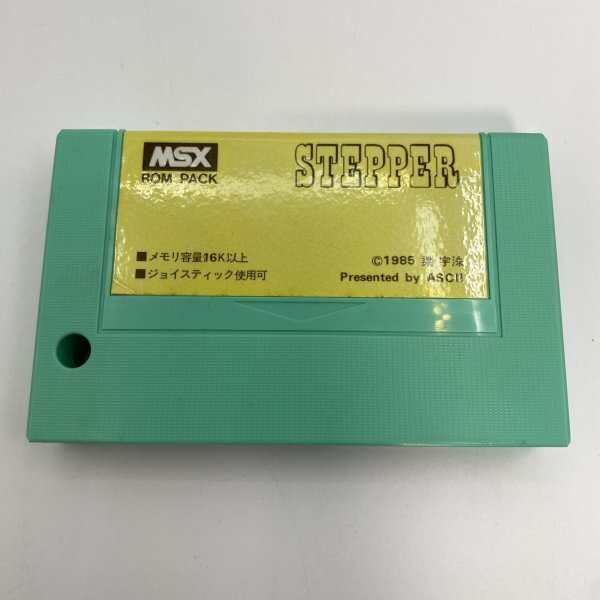 MSX
ROM PACK
STEPPER
■メモリ容量16K以上
■ジョイスティック使用可
©1985
Presented by ASCII